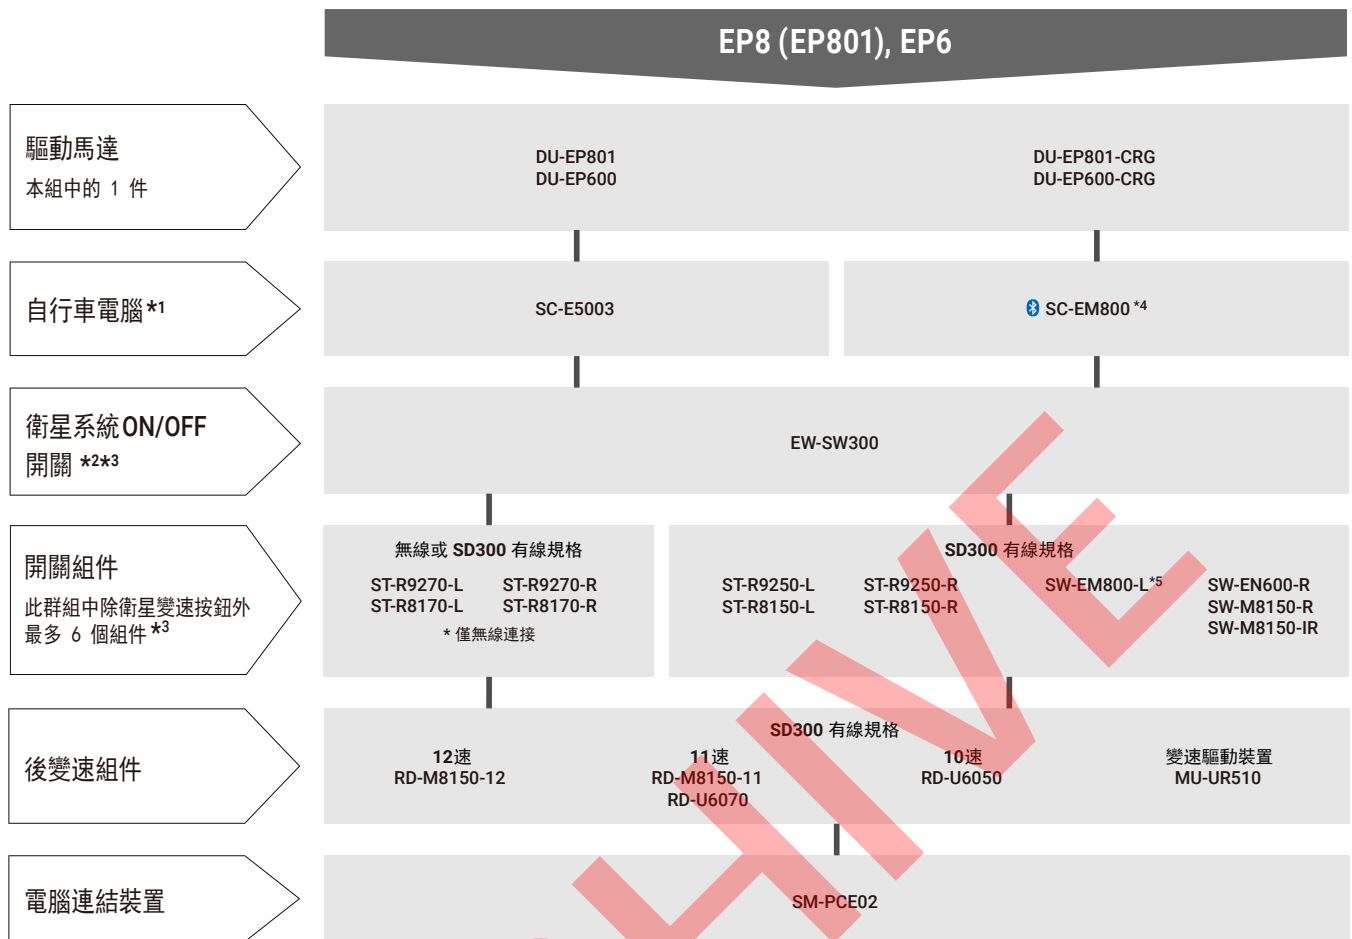 EP8 (EP801), EP6
驅動馬達
本組中的 1 件
DU-EP801
DU-EP600
DU-EP801-CRG
DU-EP600-CRG
自行車電腦*1
SC-E5003
SC-EM800 *4
衛星系統ON/OFF
開關 *2*3
EW-SW300
開關組件
此群組中除衛星變速按鈕外
最多 6 個組件*3
無線或 SD300 有線規格
ST-R9270-L ST-R9270-R
ST-R8170-L ST-R8170-R
* 僅無線連接
SD300 有線規格
ST-R9250-L ST-R9250-R SW-EM800-L*5 SW-EN600-R
ST-R8150-L ST-R8150-R SW-M8150-R
SW-M8150-IR
後變速組件
SD300 有線規格
12速 11速 10速 變速驅動裝置
RD-M8150-12 RD-M8150-11 RD-U6050 MU-UR510
RD-U6070
電腦連結裝置
SM-PCE02
HIVE